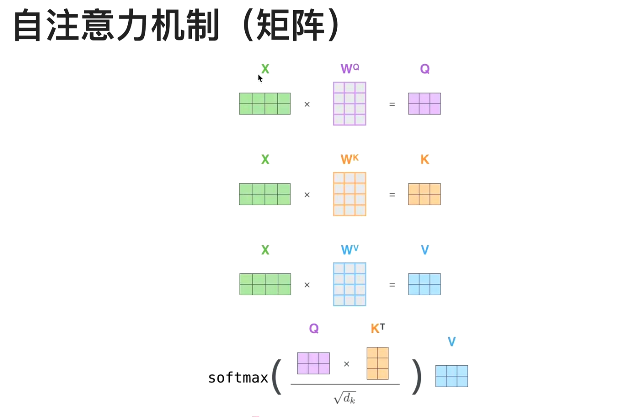 自注意力机制（矩阵）
X W^Q Q
× =
X W^K K
× =
X W^V V
× =
Q K^T V
softmax( × )
√d_k